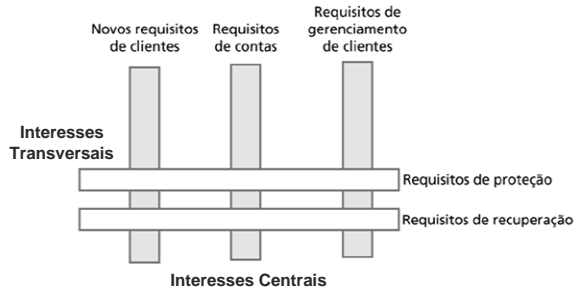 Novos requisitos
de clientes
Requisitos
de contas
Requisitos de
gerenciamento
de clientes
Interesses
Transversais
Requisitos de proteção
Requisitos de recuperação
Interesses Centrais